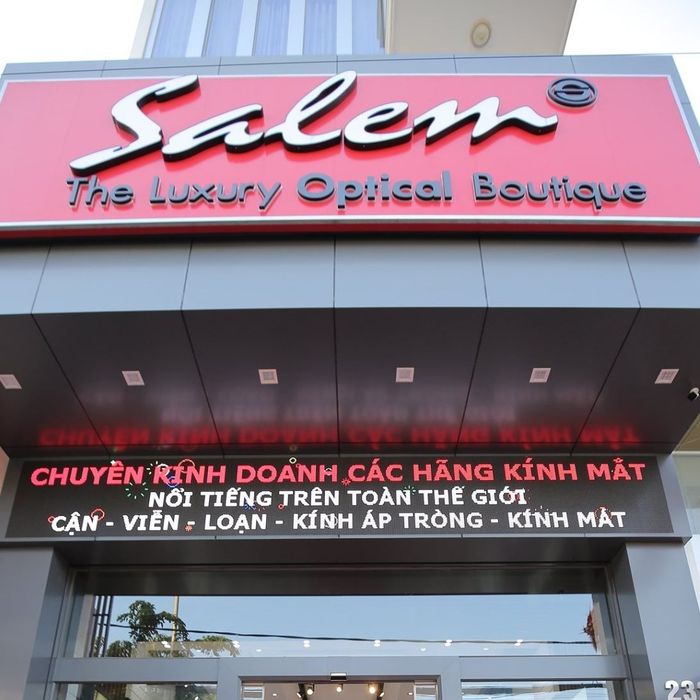 Salem
The Luxury Optical Boutique
CHUYÊN KINH DOANH CÁC HÃNG KÍNH MẮT
NỔI TIẾNG TRÊN TOÀN THẾ GIỚI
CẬN - VIỄN - LOẠN - KÍNH ÁP TRÒNG - KÍNH MÁT